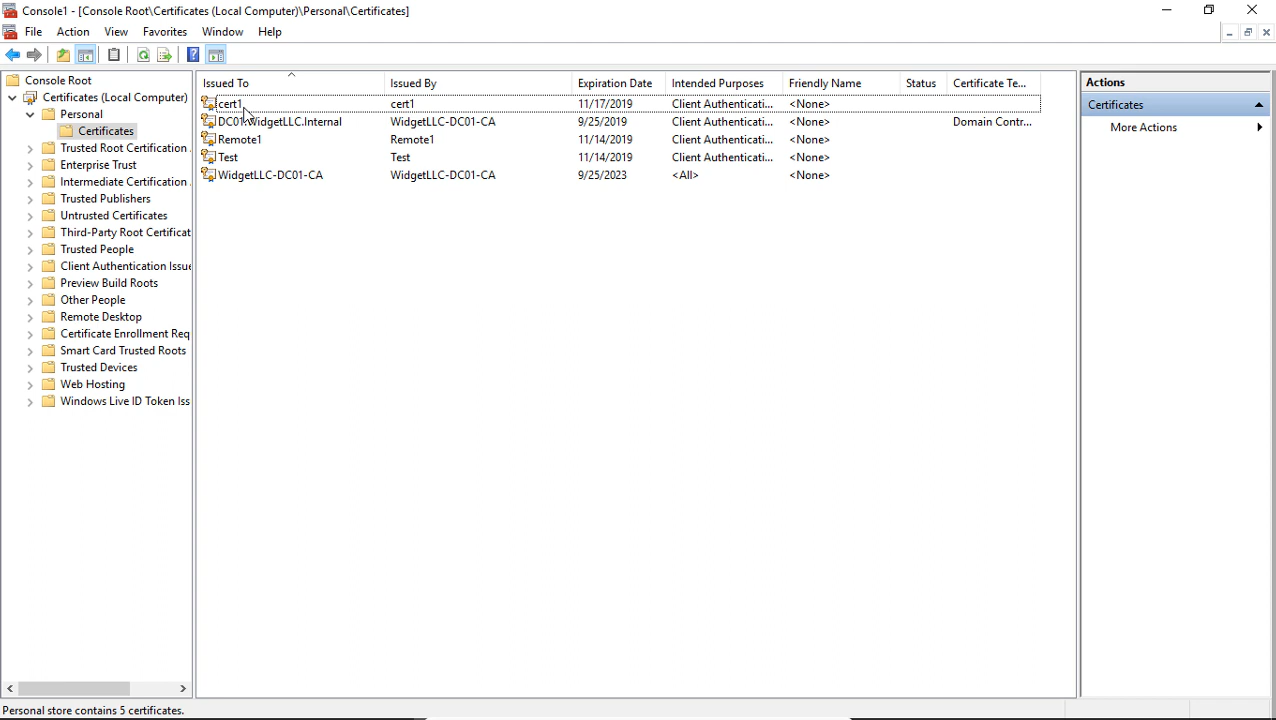 Console1 - [Console Root\Certificates (Local Computer)\Personal\Certificates]
File Action View Favorites Window Help
Console Root
Certificates (Local Computer)
Personal
Certificates
Trusted Root Certification
Enterprise Trust
Intermediate Certification
Trusted Publishers
Untrusted Certificates
Third-Party Root Certificat
Trusted People
Client Authentication Issue
Preview Build Roots
Other People
Remote Desktop
Certificate Enrollment Req
Smart Card Trusted Roots
Trusted Devices
Web Hosting
Windows Live ID Token Iss
Issued To Issued By Expiration Date Intended Purposes Friendly Name Status Certificate Te...
cert1 cert1 11/17/2019 Client Authenticati... <None>
DC01.WidgetLLC.Internal WidgetLLC-DC01-CA 9/25/2019 Client Authenticati... <None> Domain Contr...
Remote1 Remote1 11/14/2019 Client Authenticati... <None>
Test Test 11/14/2019 Client Authenticati... <None>
WidgetLLC-DC01-CA WidgetLLC-DC01-CA 9/25/2023 <All> <None>
Actions
Certificates
More Actions
Personal store contains 5 certificates.